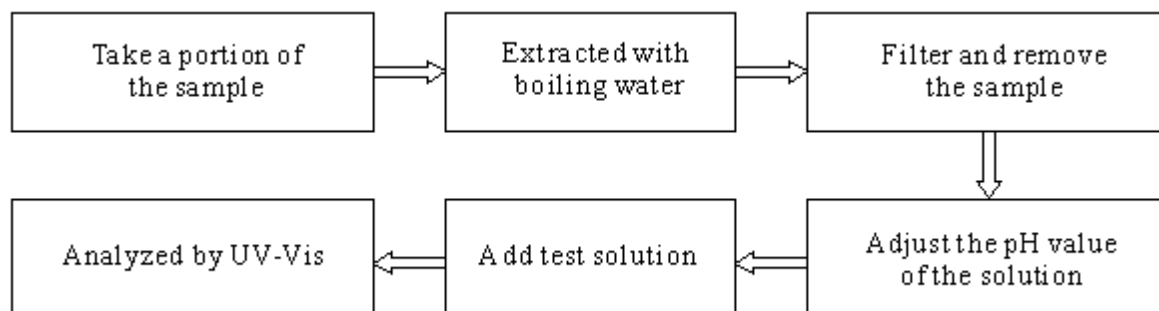 Take a portion of
the sample
Extracted with
boiling water
Filter and remove
the sample
Adjust the pH value
of the solution
Add test solution
Analyzed by UV-Vis